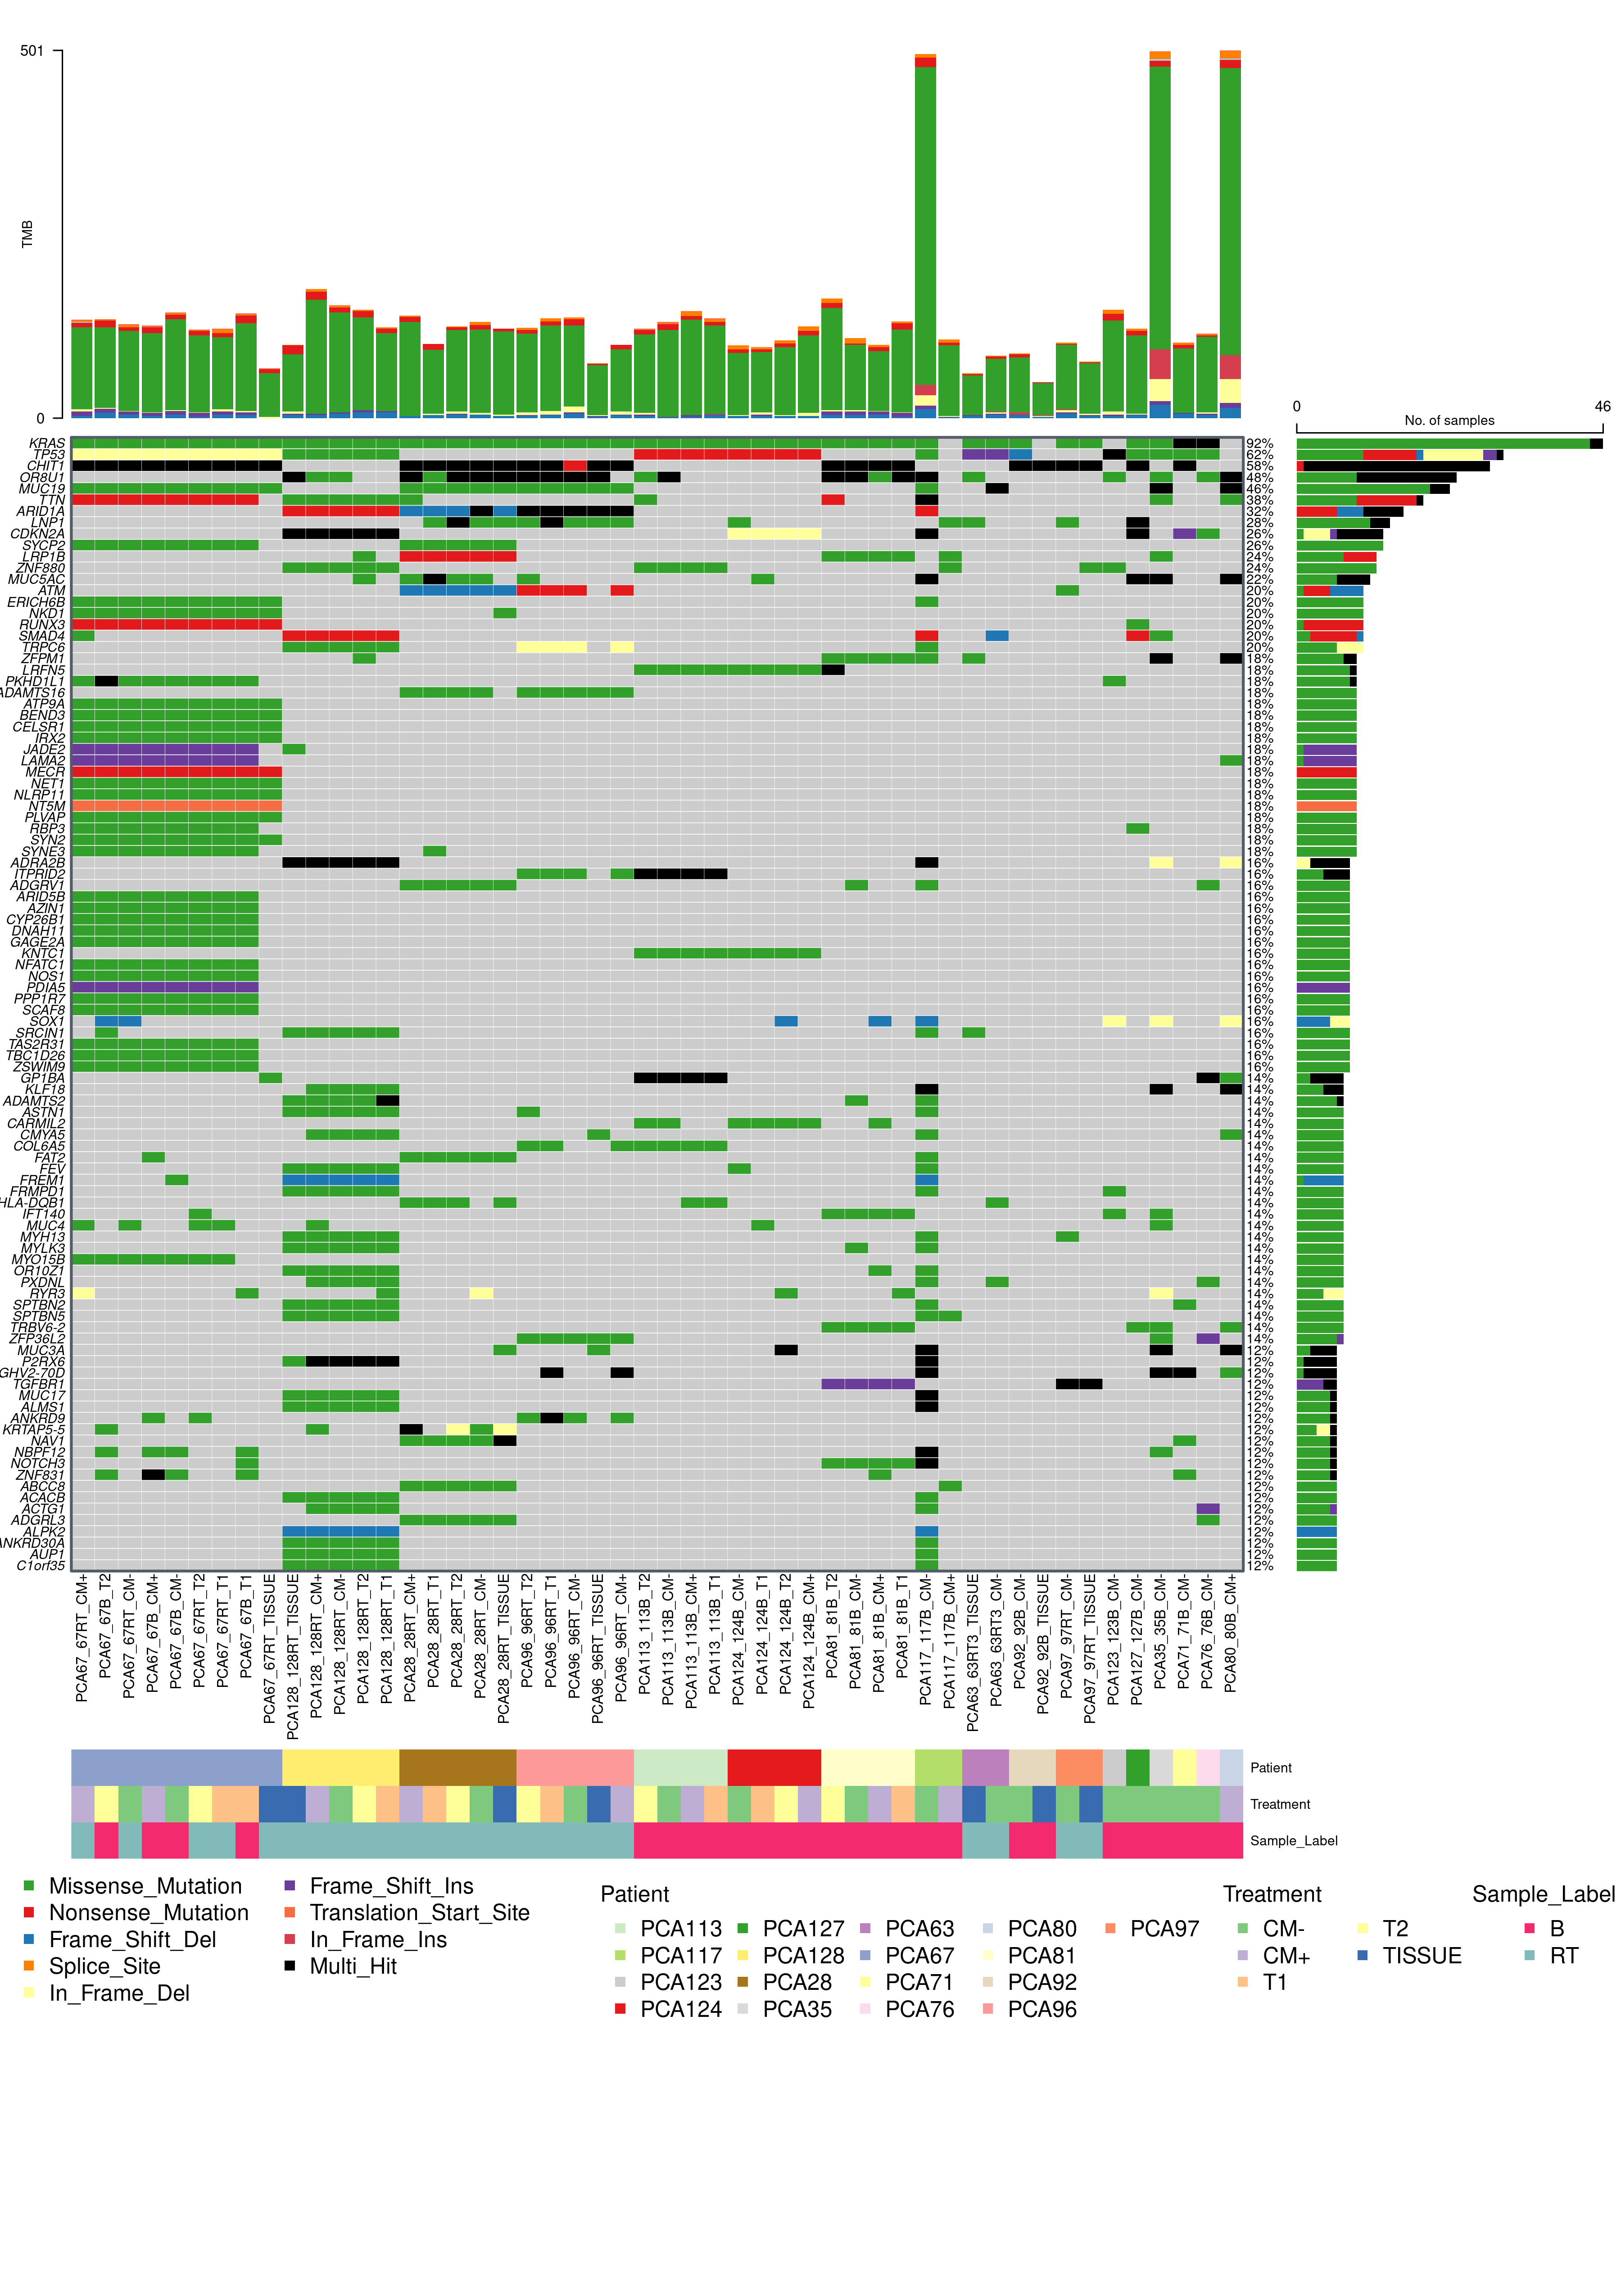 501
TMB
0
0 46
No. of samples
KRAS 92%
TP53 62%
CHIT1 58%
OR8U1 48%
MUC19 46%
TTN 38%
ARID1A 32%
LNP1 28%
CDKN2A 26%
SYCP2 26%
LRP1B 24%
ZNF880 24%
MUC5AC 22%
ATM 20%
ERICH6B 20%
NKD1 20%
RUNX3 20%
SMAD4 20%
TRPC6 20%
ZFPM1 18%
LRFN5 18%
PKHD1L1 18%
ADAMTS16 18%
ATP9A 18%
BEND3 18%
CELSR1 18%
IRX2 18%
JADE2 18%
LAMA2 18%
MECR 18%
NET1 18%
NLRP11 18%
NT5M 18%
PLVAP 18%
RBP3 18%
SYN2 18%
SYNE3 18%
ADRA2B 16%
ITPRID2 16%
ADGRV1 16%
ARID5B 16%
AZIN1 16%
CYP26B1 16%
DNAH11 16%
GAGE2A 16%
KNTC1 16%
NFATC1 16%
NOS1 16%
PDIA5 16%
PPP1R7 16%
SCAF8 16%
SOX1 16%
SRCIN1 16%
TAS2R31 16%
TBC1D26 16%
ZSWIM9 16%
GP1BA 14%
KLF18 14%
ADAMTS2 14%
ASTN1 14%
CARMIL2 14%
CMYA5 14%
COL6A5 14%
FAT2 14%
FEV 14%
FREM1 14%
FRMPD1 14%
HLA-DQB1 14%
IFT140 14%
MUC4 14%
MYH13 14%
MYLK3 14%
MYO15B 14%
OR10Z1 14%
PXDNL 14%
RYR3 14%
SPTBN2 14%
SPTBN5 14%
TRBV6-2 14%
ZFP36L2 14%
MUC3A 12%
P2RX6 12%
GHV2-70D 12%
TGFBR1 12%
MUC17 12%
ALMS1 12%
ANKRD9 12%
KRTAP5-5 12%
NAV1 12%
NBPF12 12%
NOTCH3 12%
ZNF831 12%
ABCC8 12%
ACACB 12%
ACTG1 12%
ADGRL3 12%
ALPK2 12%
ANKRD30A 12%
AUP1 12%
C1orf35 12%
PCA67_67RT_CM+
PCA67_67B_T2
PCA67_67RT_CM-
PCA67_67B_CM+
PCA67_67B_CM-
PCA67_67RT_T2
PCA67_67RT_T1
PCA67_67B_T1
PCA67_67RT_TISSUE
PCA128_128RT_TISSUE
PCA128_128RT_CM+
PCA128_128RT_CM-
PCA128_128RT_T2
PCA128_128RT_T1
PCA28_28RT_CM+
PCA28_28RT_T1
PCA28_28RT_T2
PCA28_28RT_CM-
PCA28_28RT_TISSUE
PCA96_96RT_T2
PCA96_96RT_T1
PCA96_96RT_CM-
PCA96_96RT_TISSUE
PCA96_96RT_CM+
PCA113_113B_T2
PCA113_113B_CM-
PCA113_113B_CM+
PCA113_113B_T1
PCA124_124B_CM-
PCA124_124B_T1
PCA124_124B_T2
PCA124_124B_CM+
PCA81_81B_T2
PCA81_81B_CM-
PCA81_81B_CM+
PCA81_81B_T1
PCA117_117B_CM-
PCA117_117B_CM+
PCA63_63RT3_TISSUE
PCA63_63RT3_CM-
PCA92_92B_CM-
PCA92_92B_TISSUE
PCA97_97RT_CM-
PCA97_97RT_TISSUE
PCA123_123B_CM-
PCA127_127B_CM-
PCA35_35B_CM-
PCA71_71B_CM-
PCA76_76B_CM-
PCA80_80B_CM+
Patient
Treatment
Sample_Label
Missense_Mutation
Nonsense_Mutation
Frame_Shift_Del
Splice_Site
In_Frame_Del
Frame_Shift_Ins
Translation_Start_Site
In_Frame_Ins
Multi_Hit
Patient
PCA113
PCA117
PCA123
PCA124
PCA127
PCA128
PCA28
PCA35
PCA63
PCA67
PCA71
PCA76
PCA80
PCA81
PCA92
PCA96
PCA97
Treatment
CM-
CM+
T1
T2
TISSUE
Sample_Label
B
RT